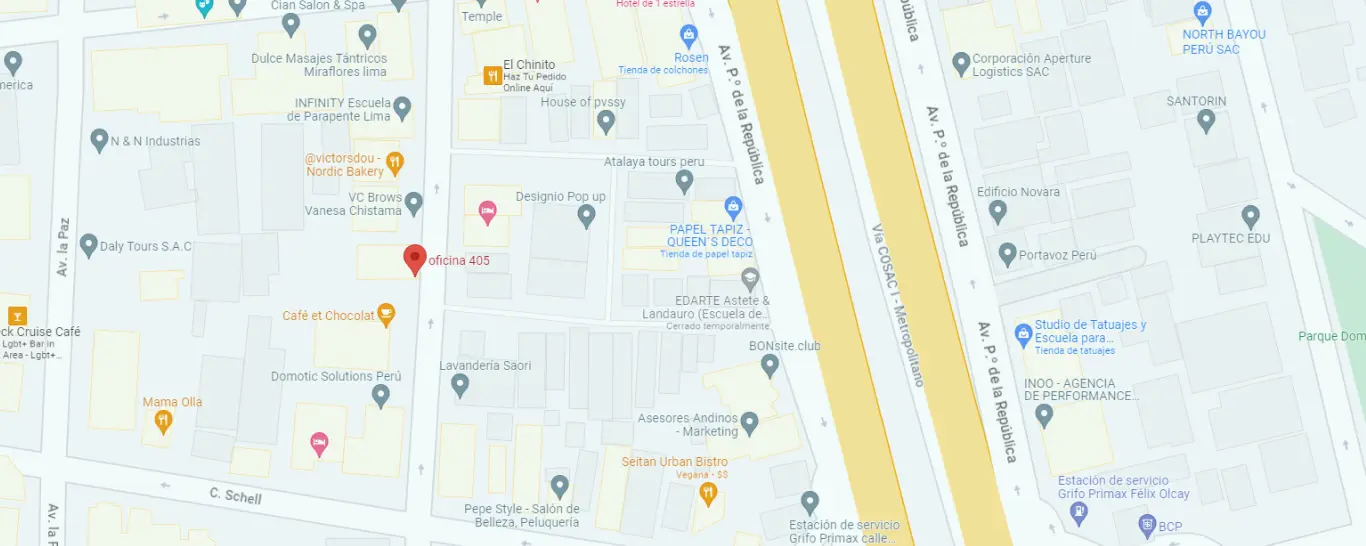 Cian Salon & Spa
Temple
Hotel de 1 estrella
Dulce Masajes Tántricos
Miraflores lima
El Chinito
Haz Tu Pedido
Online Aquí
Rosen
Tienda de colchones
Av. P.º de la República
República
NORTH BAYOU
PERÚ SAC
Corporación Aperture
Logistics SAC
merica
INFINITY Escuela
de Parapente Lima
House of pvssy
SANTORIN
N & N Industrias
@victorsdou -
Nordic Bakery
Atalaya tours peru
Av. P.º de la República
VC Brows
Vanesa Chistama
Designio Pop up
Edificio Novara
PAPEL TAPIZ -
QUEEN´S DECO
Tienda de papel tapiz
Av. la Paz
Daly Tours S.A.C
PLAYTEC EDU
Portavoz Perú
oficina 405
Vía COSAC I - Metropolitano
EDARTE Astete &
Landauro (Escuela de...
Cerrado temporalmente
Café et Chocolat
eck Cruise Café
Lgbt+ Bar in
Area - Lgbt+...
Studio de Tatuajes y
Escuela para...
Tienda de tatuajes
Parque Dom
BONsite.club
Av. P.º de la República
Lavandería Saori
Domotic Solutions Perú
INOO - AGENCIA
DE PERFORMANCE...
Mama Olla
Asesores Andinos
- Marketing
Seitan Urban Bistro
Vegana • S$
C. Schell
Estación de servicio
Grifo Primax Félix Olcay
Av. la P
Pepe Style - Salón de
Belleza, Peluquería
Estación de servicio
Grifo Primax calle...
BCP